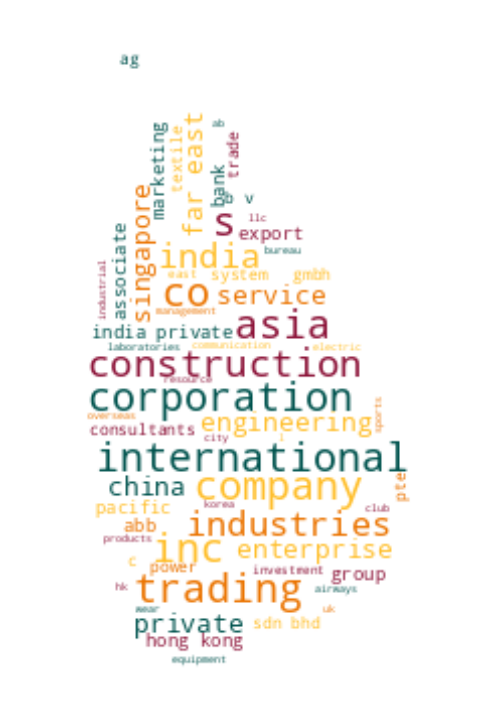 ag
ab
marketing
textile
far east
trade
bank
b v
singapore
s
llc
export
associate
india
bureau
industrial
east
system
gmbh
co
service
management
asia
india private
laboratories
communication
electric
construction
resource
corporation
overseas
engineering
sports
consultants
city
l
international
china
company
pte
pacific
korea
club
abb
industries
products
inc
enterprise
c
power
investment
group
hk
trading
airways
wear
uk
private
sdn bhd
hong kong
equipment